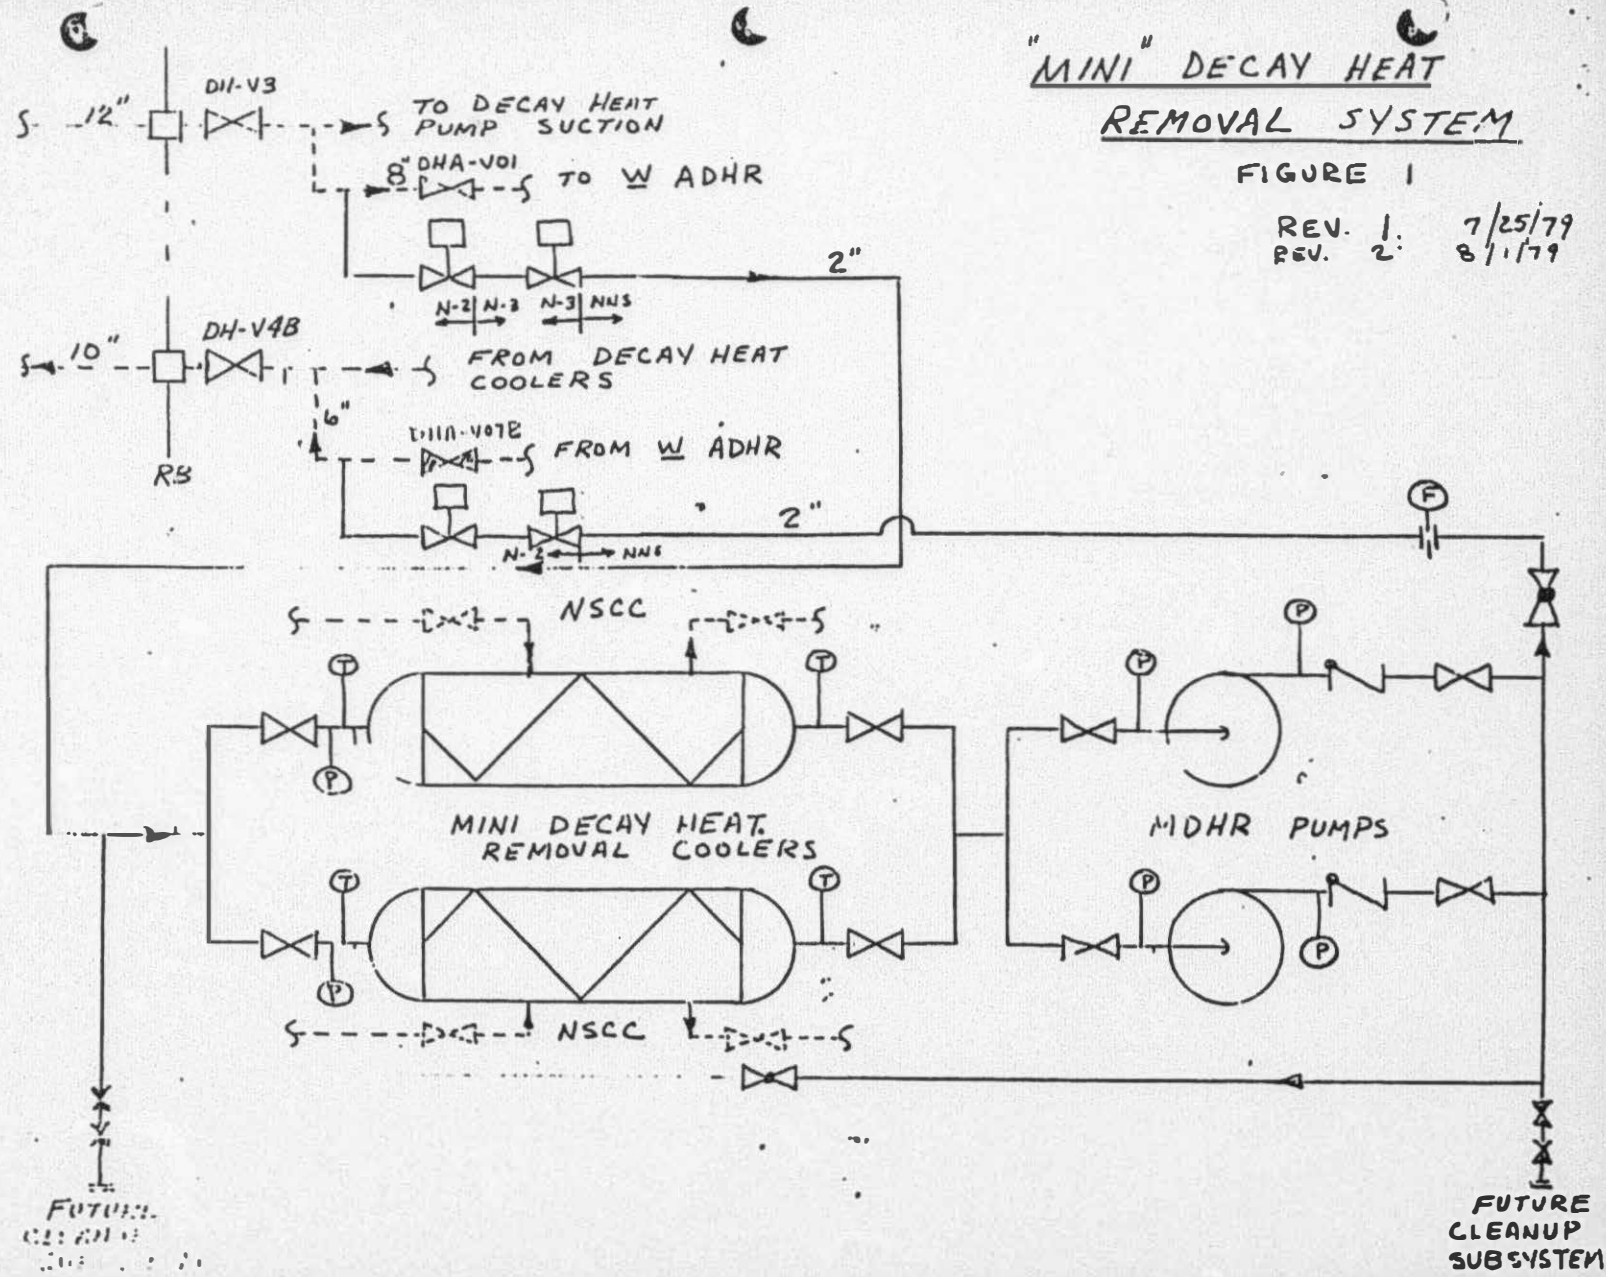 "MINI" DECAY HEAT
REMOVAL SYSTEM
FIGURE 1
REV. 1. 7/25/79
REV. 2. 8/1/79
12"
DH-V3
TO DECAY HEAT
PUMP SUCTION
8" DHA-V01
TO W ADHR
2"
N-2 N-3
N-3 NNS
10"
DH-V4B
FROM DECAY HEAT
COOLERS
6"
FROM W ADHR
RB
2"
F
N-2 NNS
NSCC
T
T
P
P
P
P
MINI DECAY HEAT
REMOVAL COOLERS
MDHR PUMPS
T
T
P
P
P
NSCC
FUTURE
FUTURE
CLEANUP
SUBSYSTEM